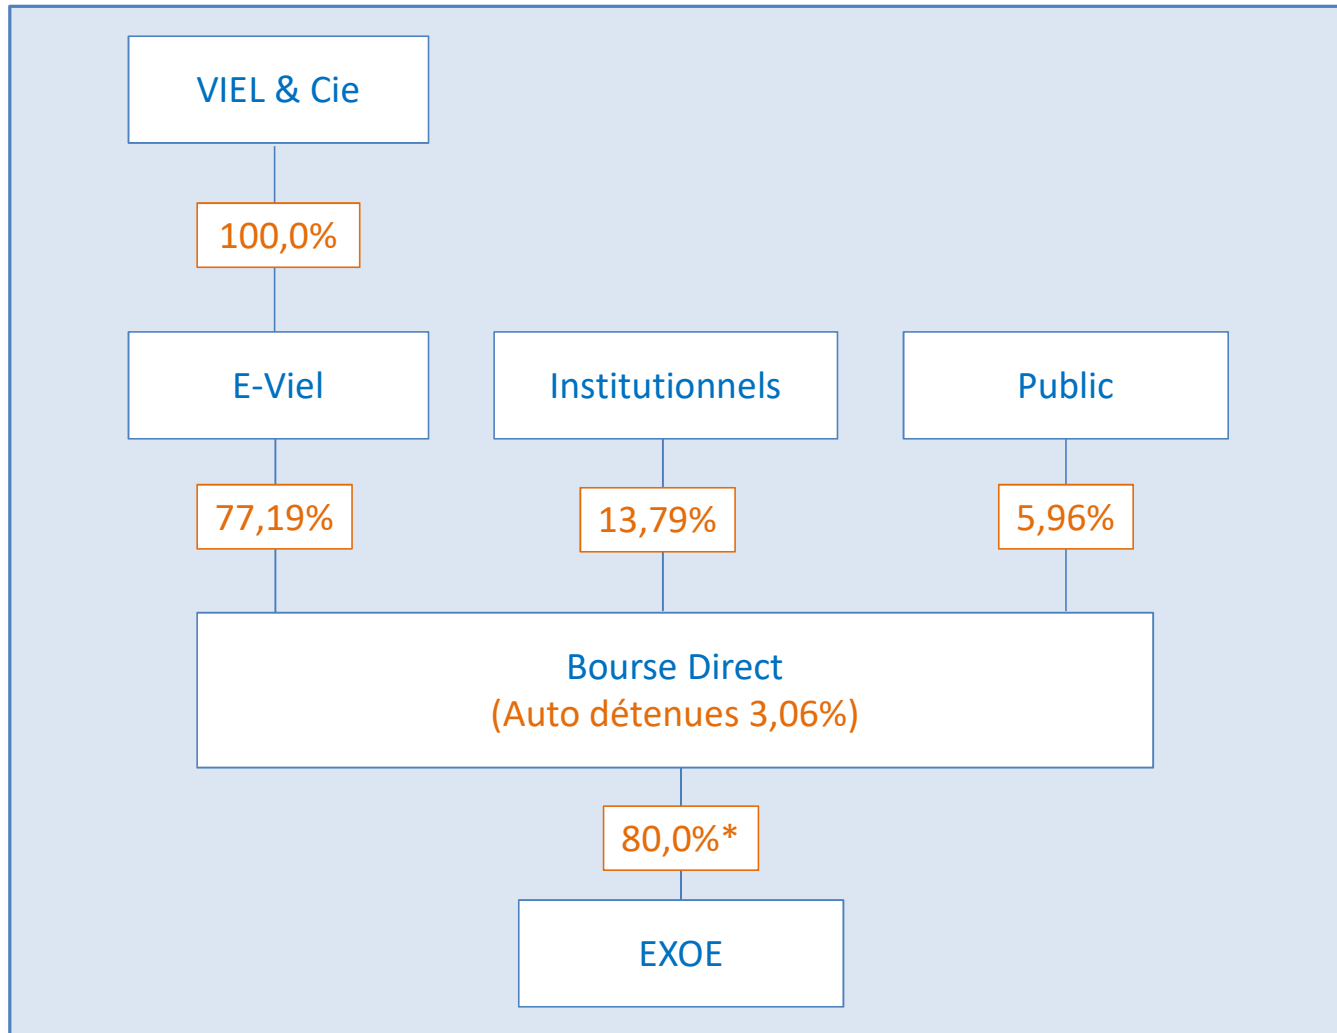 VIEL & Cie
100,0%
E-Viel
Institutionnels
Public
77,19%
13,79%
5,96%
Bourse Direct
(Auto détenues 3,06%)
80,0%*
EXOE